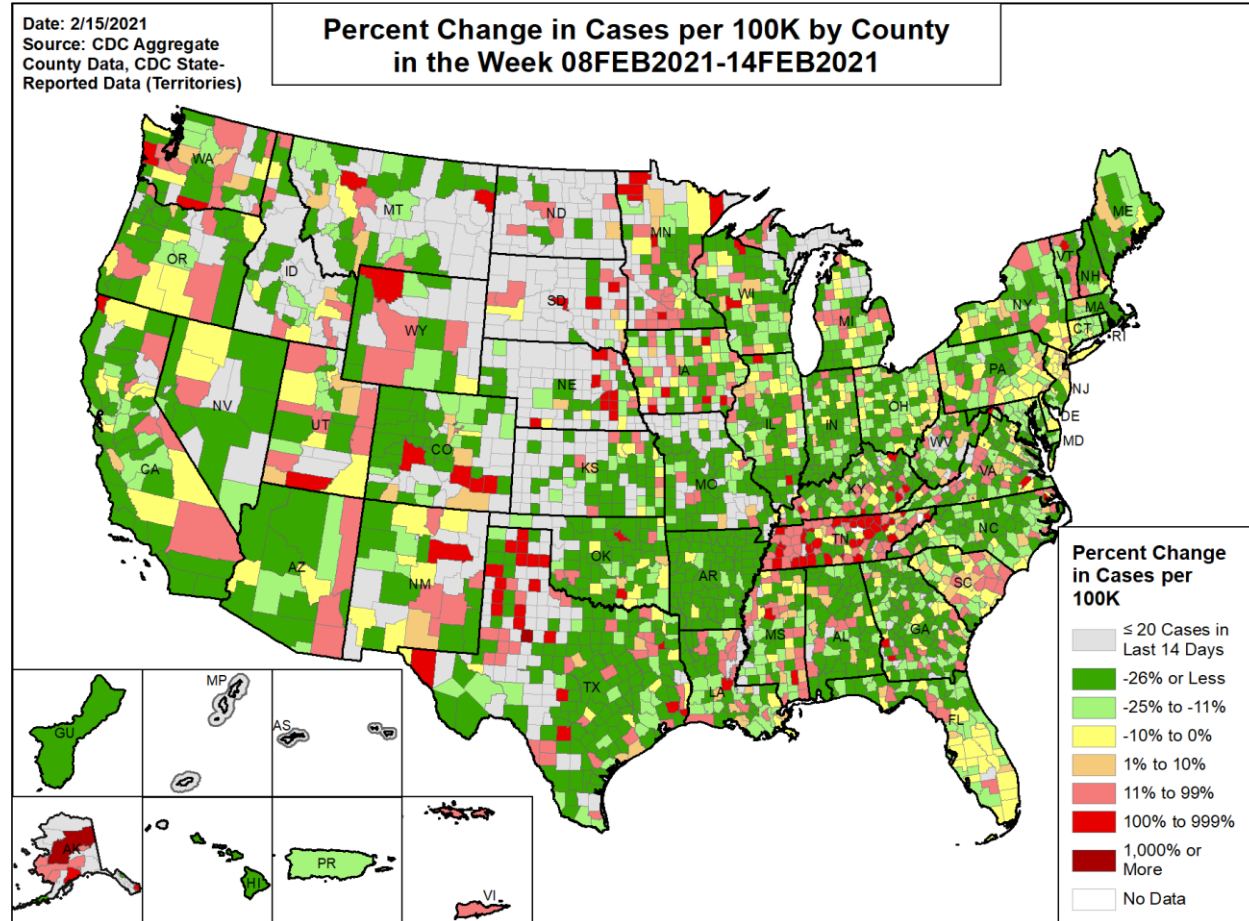 Date: 2/15/2021
Source: CDC Aggregate
County Data, CDC State-
Reported Data (Territories)
Percent Change in Cases per 100K by County
in the Week 08FEB2021-14FEB2021
WA
MT
ND
MN
ME
OR
ID
SD
WI
MI
VT
NH
NY
MA
CT
RI
WY
IA
NE
PA
NJ
NV
UT
CO
IL
IN
OH
DE
MD
WV
CA
KS
MO
KY
VA
AZ
NM
OK
AR
TN
NC
SC
TX
LA
MS
AL
GA
FL
GU
MP
AS
AK
HI
PR
VI
Percent Change
in Cases per
100K
≤ 20 Cases in
Last 14 Days
-26% or Less
-25% to -11%
-10% to 0%
1% to 10%
11% to 99%
100% to 999%
1,000% or
More
No Data